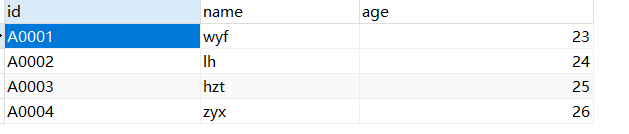 id name age
A0001 wyf 23
A0002 lh 24
A0003 hzt 25
A0004 zyx 26